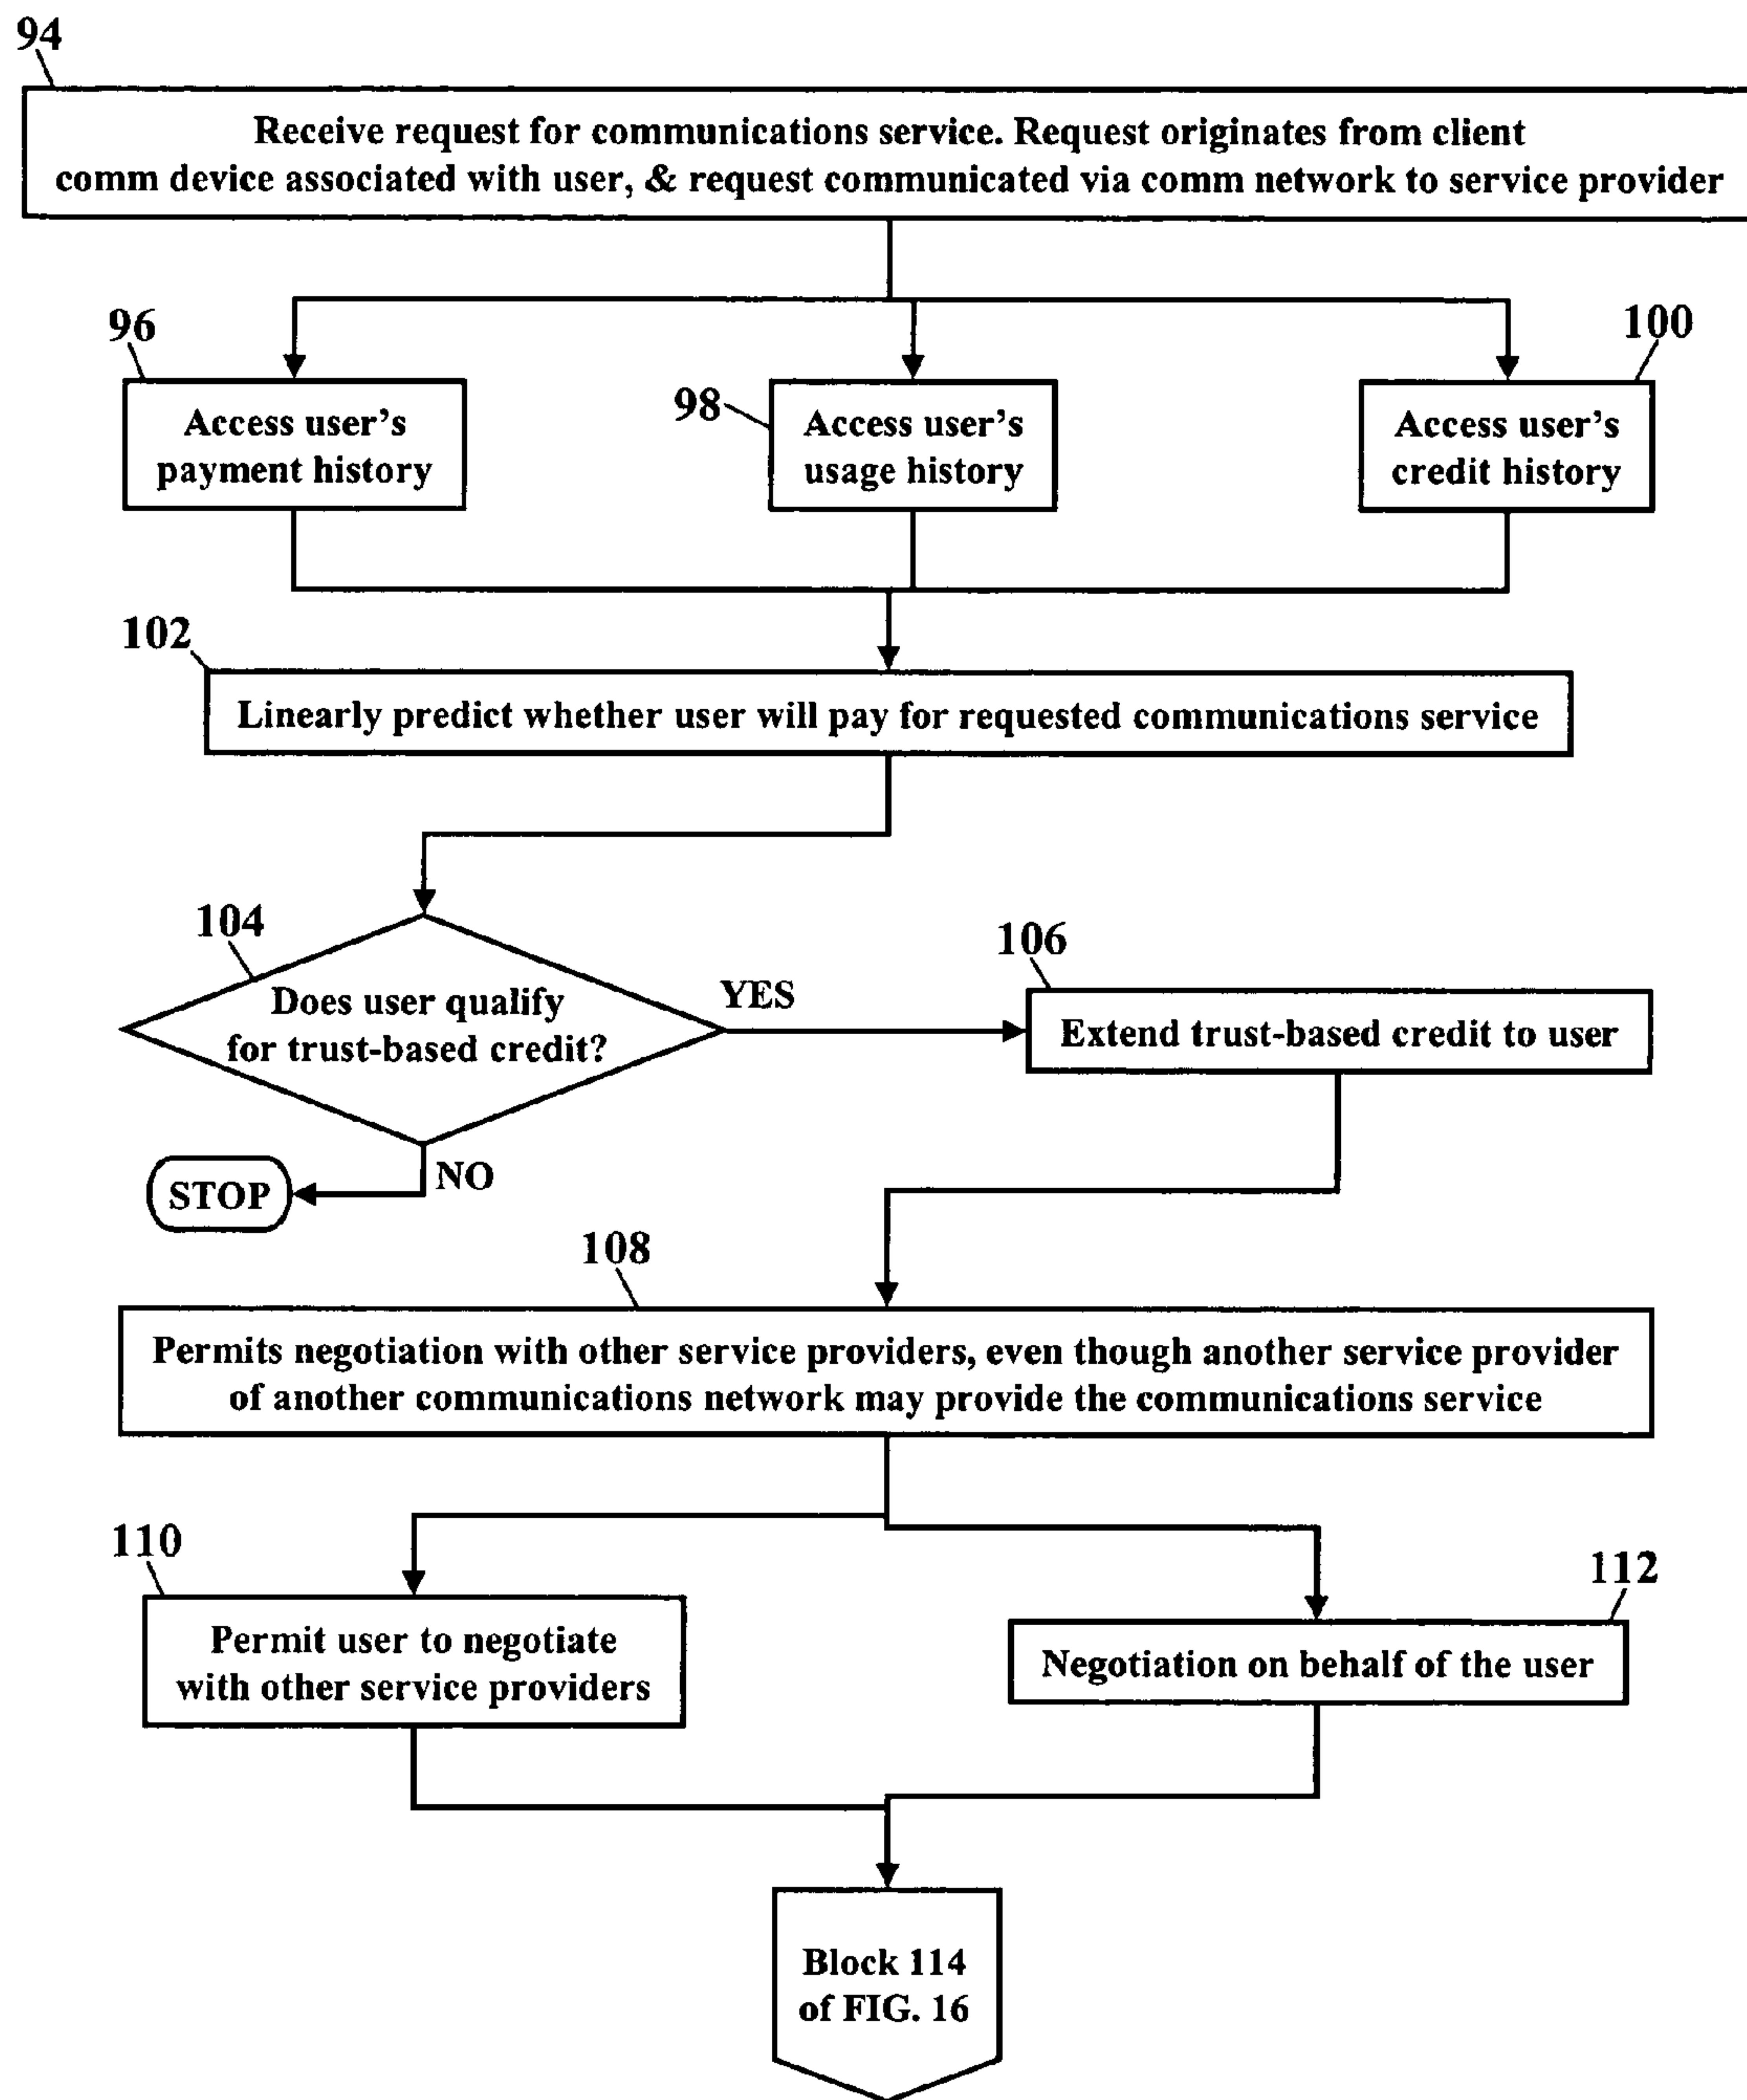 94
Receive request for communications service. Request originates from client
comm device associated with user, & request communicated via comm network to service provider
96
98
100
Access user's
payment history
Access user's
usage history
Access user's
credit history
102
Linearly predict whether user will pay for requested communications service
104
Does user qualify
for trust-based credit?
YES
106
Extend trust-based credit to user
NO
STOP
108
Permits negotiation with other service providers, even though another service provider
of another communications network may provide the communications service
110
Permit user to negotiate
with other service providers
112
Negotiation on behalf of the user
Block 114
of FIG. 16